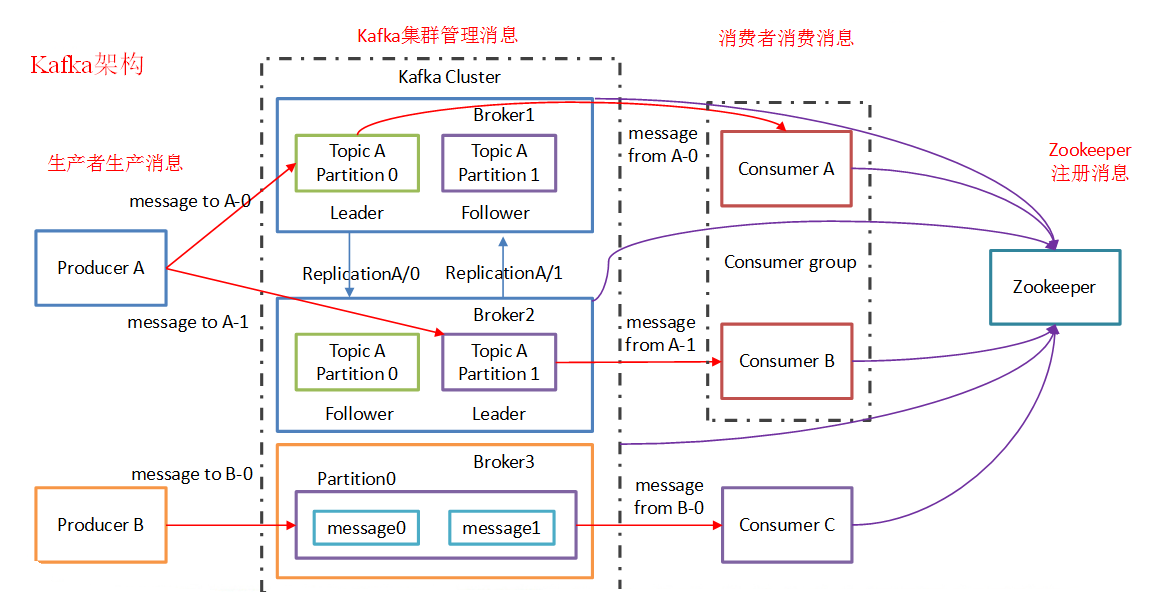 Kafka架构
Kafka集群管理消息
消费者消费消息
Kafka Cluster
Broker1
Topic A
Partition 0
Topic A
Partition 1
Leader
Follower
生产者生产消息
message to A-0
Producer A
message to A-1
ReplicationA/0
ReplicationA/1
Broker2
Topic A
Partition 0
Topic A
Partition 1
Follower
Leader
message to B-0
Producer B
Broker3
Partition0
message0
message1
message
from A-0
Consumer A
Consumer group
message
from A-1
Consumer B
message
from B-0
Consumer C
Zookeeper
注册消息
Zookeeper